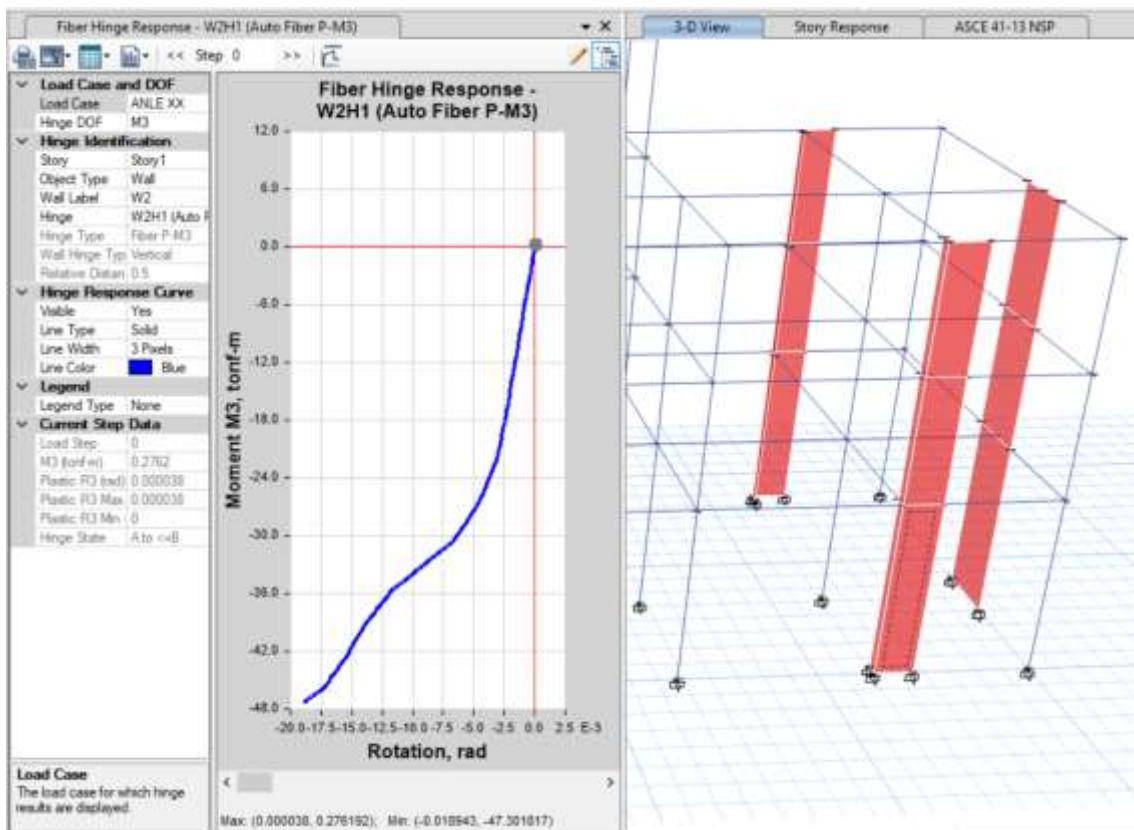 Fiber Hinge Response - W2H1 (Auto Fiber P-M3)
<< Step 0 >>
Load Case and DOF
Load Case ANLE XX
Hinge DOF M3
Hinge Identification
Story Story1
Object Type Wall
Wall Label W2
Hinge W2H1 (Auto F
Hinge Type Fiber P-M3
Wall Hinge Typ Vertical
Relative Distan 0.5
Hinge Response Curve
Visible Yes
Line Type Solid
Line Width 3 Pixels
Line Color Blue
Legend
Legend Type None
Current Step Data
Load Step 0
M3 (tonf-m) 0.2762
Plastic R3 (rad) 0.000038
Plastic R3 Max 0.000038
Plastic R3 Min 0
Hinge State A to <=B
Load Case
The load case for which hinge
results are displayed.
Fiber Hinge Response -
W2H1 (Auto Fiber P-M3)
12.0
6.0
0.0
-6.0
-12.0
-18.0
-24.0
-30.0
-36.0
-42.0
-48.0
Moment M3, tonf-m
-20.0 -17.5 -15.0 -12.5 -10.0 -7.5 -5.0 -2.5 0.0 2.5 E-3
Rotation, rad
Max: (0.000038, 0.276192); Min: (-0.018943, -47.301817)
3-D View Story Response ASCE 41-13 NSP